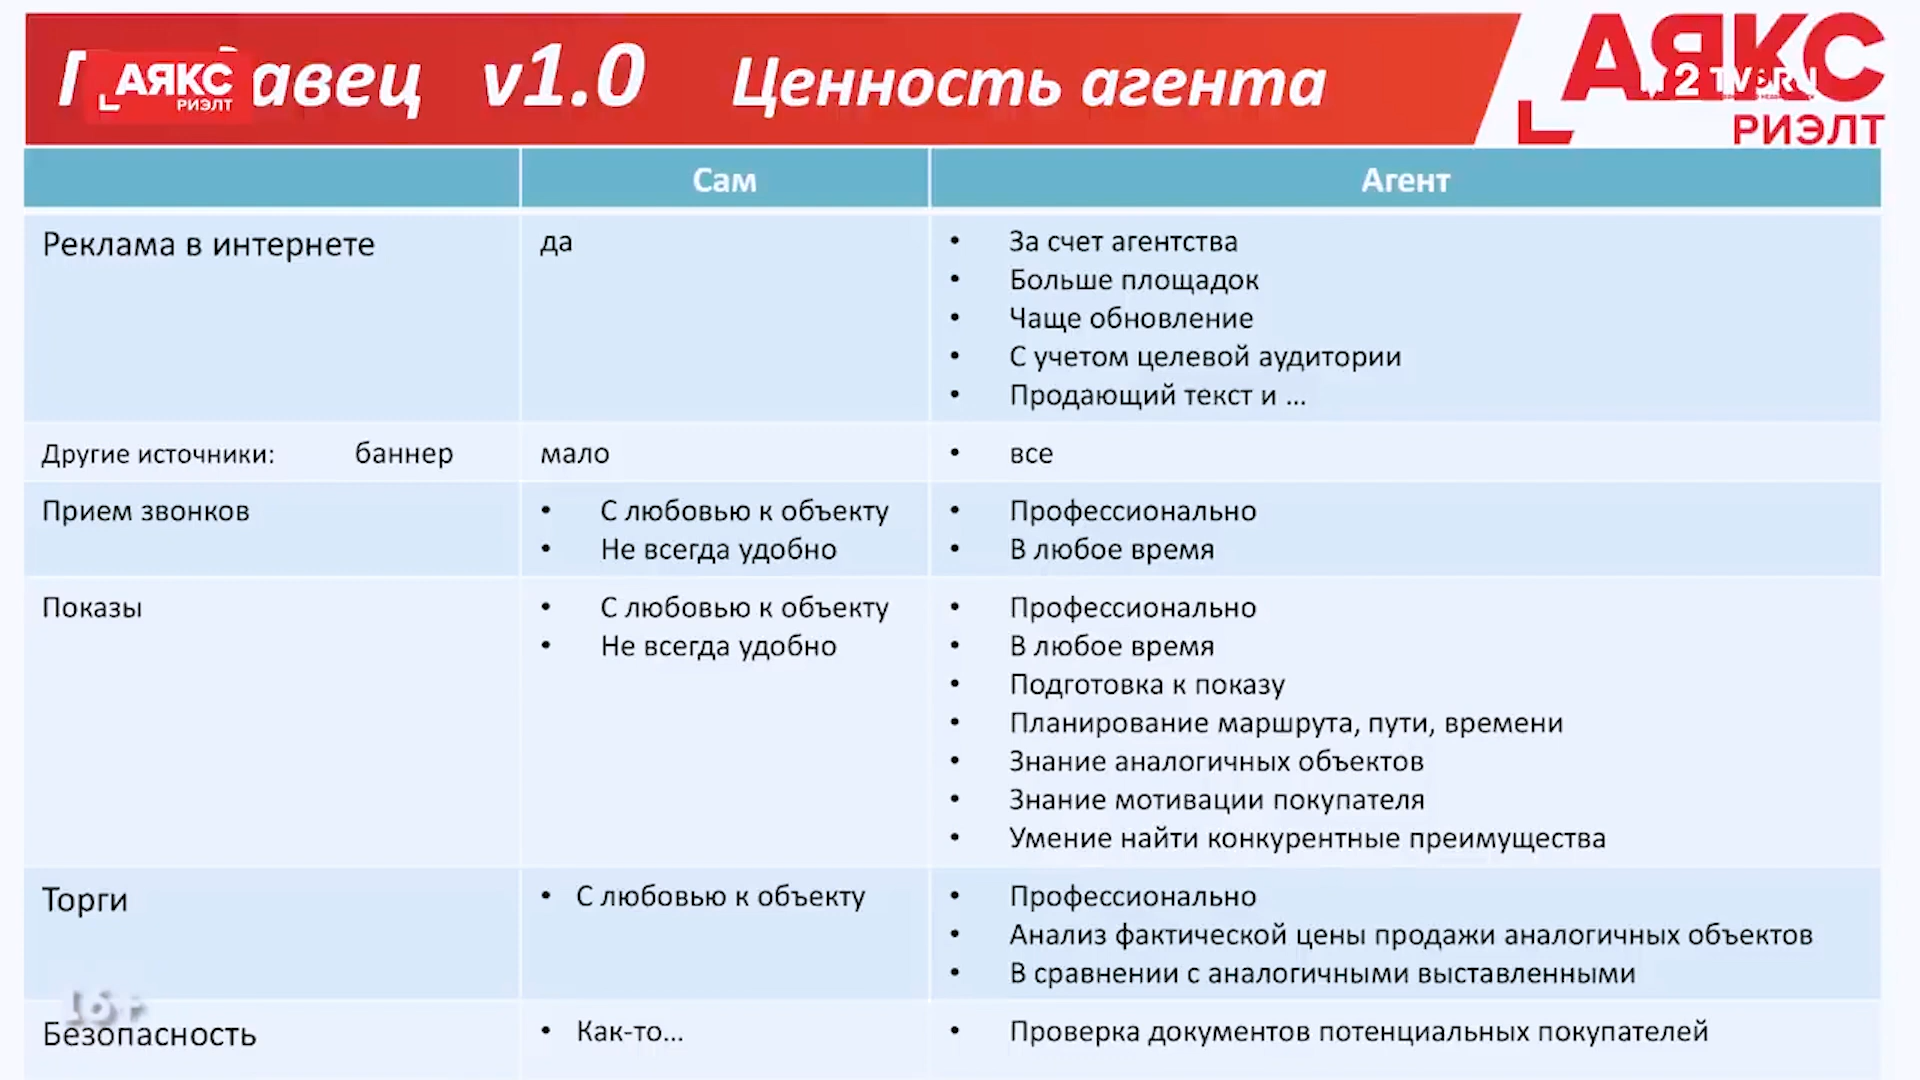 v1.0 Ценность агента
АЯКС
РИЭЛТ
АЯКС
РИЭЛТ
Сам Агент
Реклама в интернете да • За счет агентства
• Больше площадок
• Чаще обновление
• С учетом целевой аудитории
• Продающий текст и ...
Другие источники: баннер мало • все
Прием звонков • С любовью к объекту • Профессионально
• Не всегда удобно • В любое время
Показы • С любовью к объекту • Профессионально
• Не всегда удобно • В любое время
• Подготовка к показу
• Планирование маршрута, пути, времени
• Знание аналогичных объектов
• Знание мотивации покупателя
• Умение найти конкурентные преимущества
Торги • С любовью к объекту • Профессионально
• Анализ фактической цены продажи аналогичных объектов
• В сравнении с аналогичными выставленными
16+
Безопасность • Как-то... • Проверка документов потенциальных покупателей